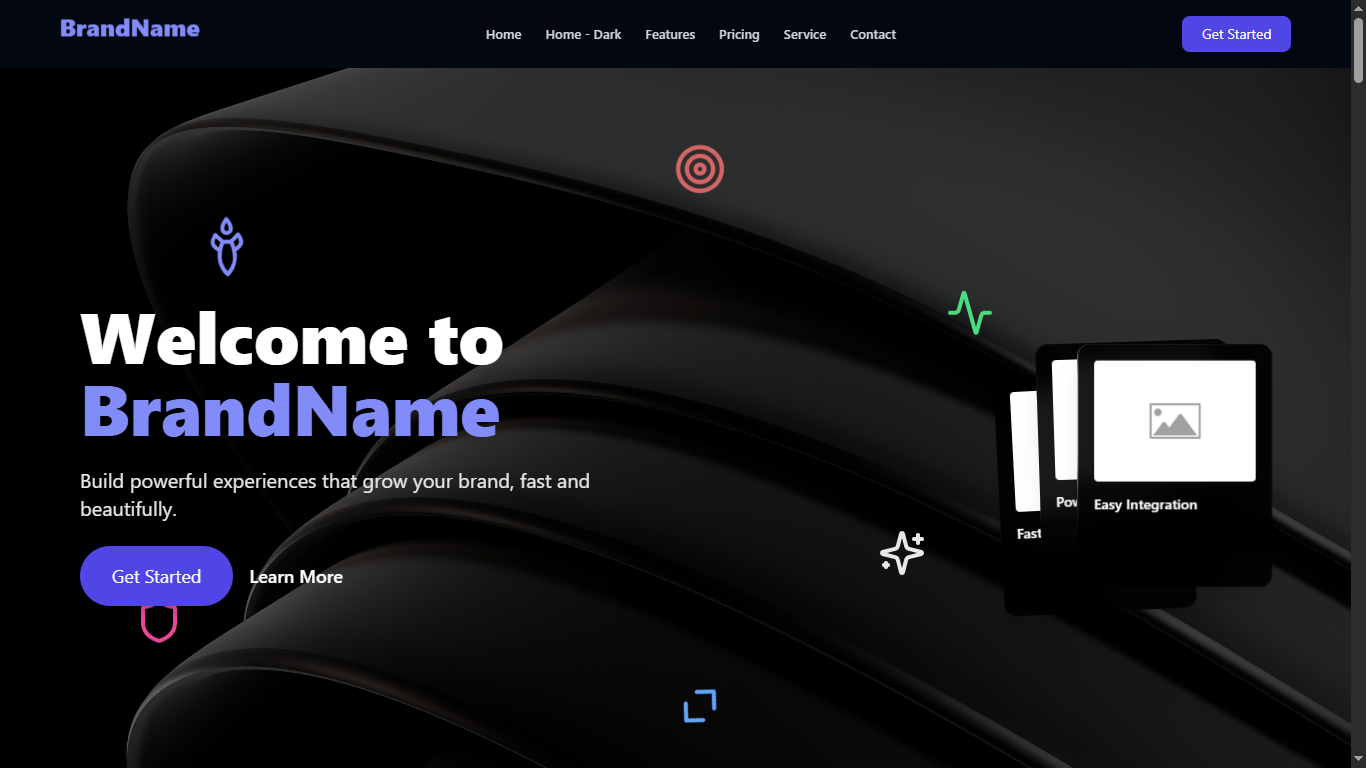 BrandName
Home
Home - Dark
Features
Pricing
Service
Contact
Get Started
Welcome to
BrandName
Build powerful experiences that grow your brand, fast and
beautifully.
Get Started
Learn More
Easy Integration
Pow
Fast